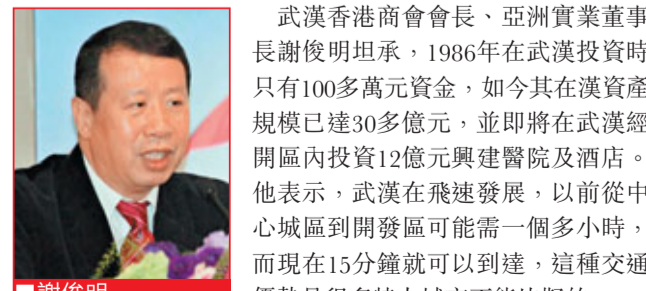 武漢香港商會會長、亞洲實業董事
長謝俊明坦承，1986年在武漢投資時
只有100多萬元資金，如今其在漢資產
規模已達30多億元，並即將在武漢經
開區內投資12億元興建醫院及酒店。
他表示，武漢在飛速發展，以前從中
心城區到開發區可能需一個多小時，
而現在15分鐘就可以到達，這種交通
■謝俊明